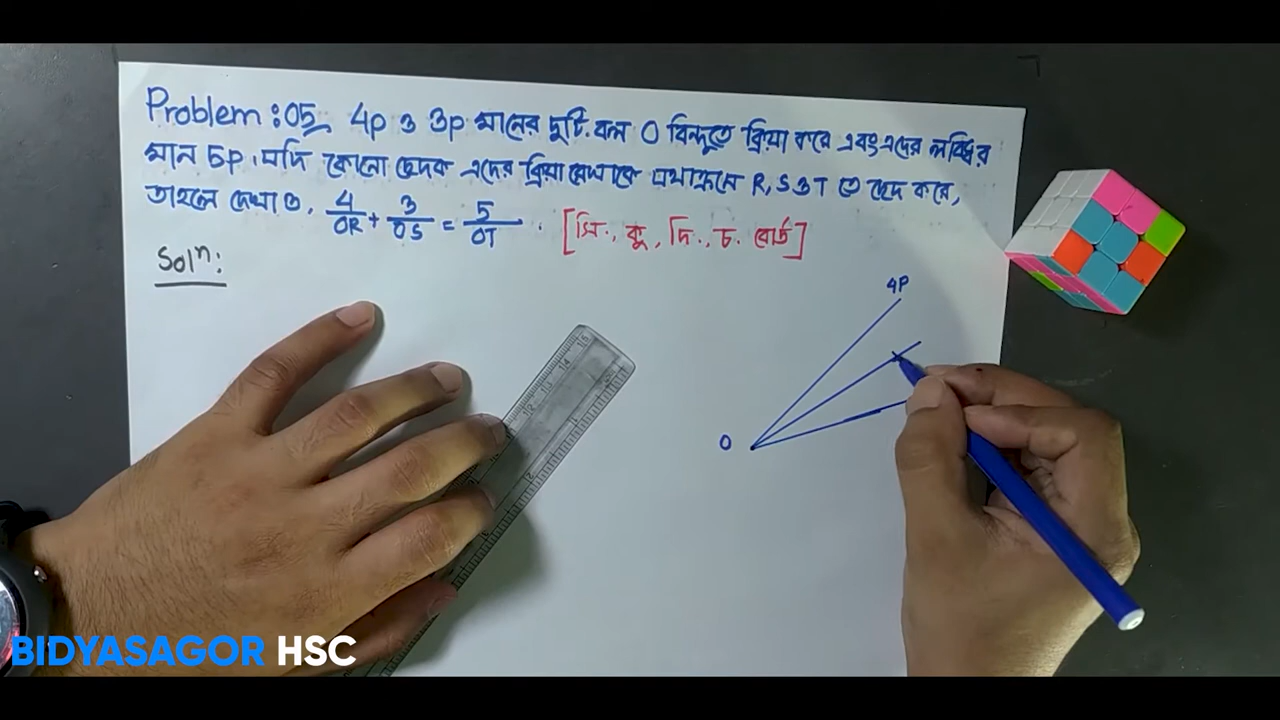 Problem: 05, 4P ও 3P মানের দুটি বল O বিন্দুতে ক্রিয়া করে এবং এদের লব্ধির
মান 5P. যদি কোনো ছেদক এদের ক্রিয়া রেখাকে যথাক্রমে R, S ও T তে ছেদ করে,
তাহলে দেখাও, 4/OR + 3/OS = 5/OT . [সি., কু, দি., চ. বোর্ড]
Solⁿ:
4P
O
BIDYASAGOR HSC